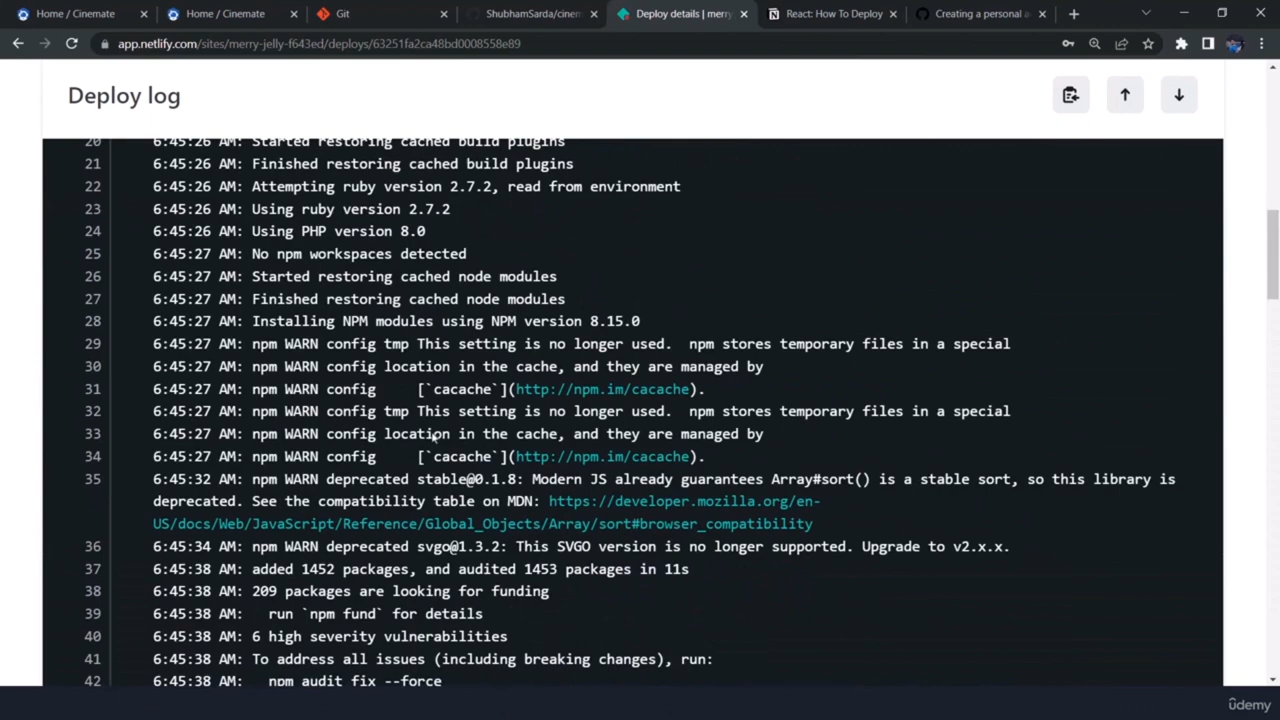 Home / Cinemate
Home / Cinemate
Git
ShubhamSarda/cinem
Deploy details | merry
React: How To Deploy
Creating a personal a
app.netlify.com/sites/merry-jelly-f643ed/deploys/63251fa2ca48bd0008558e89
Deploy log
20 6:45:26 AM: Started restoring cached build plugins
21 6:45:26 AM: Finished restoring cached build plugins
22 6:45:26 AM: Attempting ruby version 2.7.2, read from environment
23 6:45:26 AM: Using ruby version 2.7.2
24 6:45:26 AM: Using PHP version 8.0
25 6:45:27 AM: No npm workspaces detected
26 6:45:27 AM: Started restoring cached node modules
27 6:45:27 AM: Finished restoring cached node modules
28 6:45:27 AM: Installing NPM modules using NPM version 8.15.0
29 6:45:27 AM: npm WARN config tmp This setting is no longer used.  npm stores temporary files in a special
30 6:45:27 AM: npm WARN config location in the cache, and they are managed by
31 6:45:27 AM: npm WARN config     [`cacache`](http://npm.im/cacache).
32 6:45:27 AM: npm WARN config tmp This setting is no longer used.  npm stores temporary files in a special
33 6:45:27 AM: npm WARN config location in the cache, and they are managed by
34 6:45:27 AM: npm WARN config     [`cacache`](http://npm.im/cacache).
35 6:45:32 AM: npm WARN deprecated stable@0.1.8: Modern JS already guarantees Array#sort() is a stable sort, so this library is
deprecated. See the compatibility table on MDN: https://developer.mozilla.org/en-
US/docs/Web/JavaScript/Reference/Global_Objects/Array/sort#browser_compatibility
36 6:45:34 AM: npm WARN deprecated svgo@1.3.2: This SVGO version is no longer supported. Upgrade to v2.x.x.
37 6:45:38 AM: added 1452 packages, and audited 1453 packages in 11s
38 6:45:38 AM: 209 packages are looking for funding
39 6:45:38 AM:   run `npm fund` for details
40 6:45:38 AM: 6 high severity vulnerabilities
41 6:45:38 AM: To address all issues (including breaking changes), run:
42 6:45:38 AM:   npm audit fix --force
ûdemy